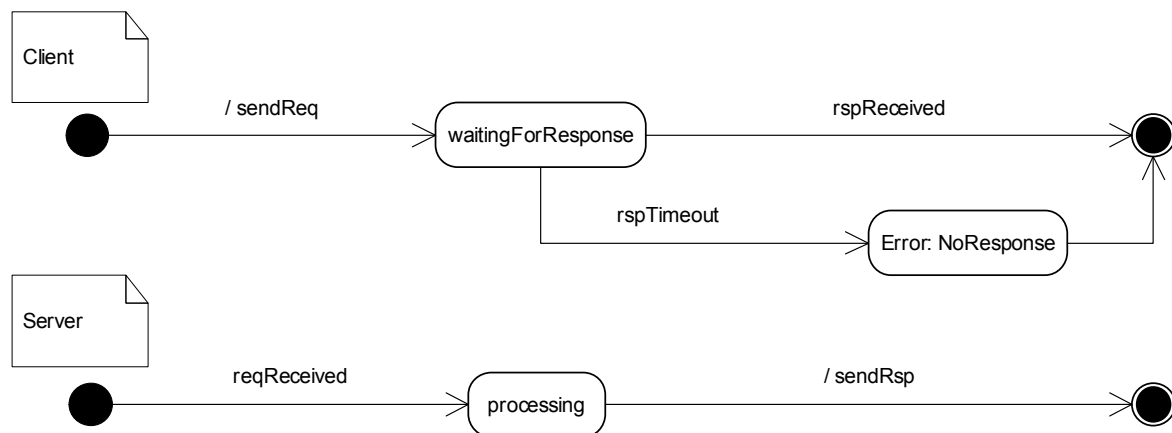 Client
/ sendReq
waitingForResponse
rspReceived
rspTimeout
Error: NoResponse
Server
reqReceived
processing
/ sendRsp